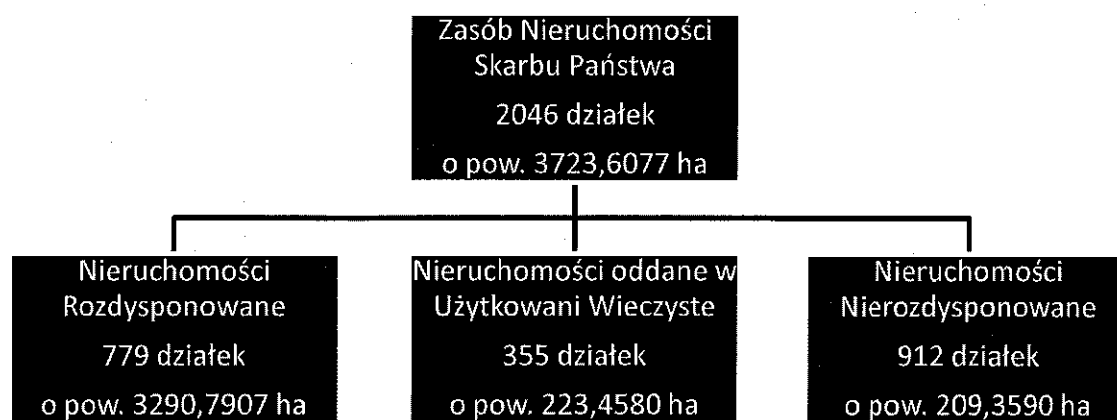 Zasób Nieruchomości
Skarbu Państwa
2046 działek
o pow. 3723,6077 ha
Nieruchomości
Rozdysponowane
779 działek
o pow. 3290,7907 ha
Nieruchomości oddane w
Użytkowani Wieczyste
355 działek
o pow. 223,4580 ha
Nieruchomości
Nierozdysponowane
912 działek
o pow. 209,3590 ha